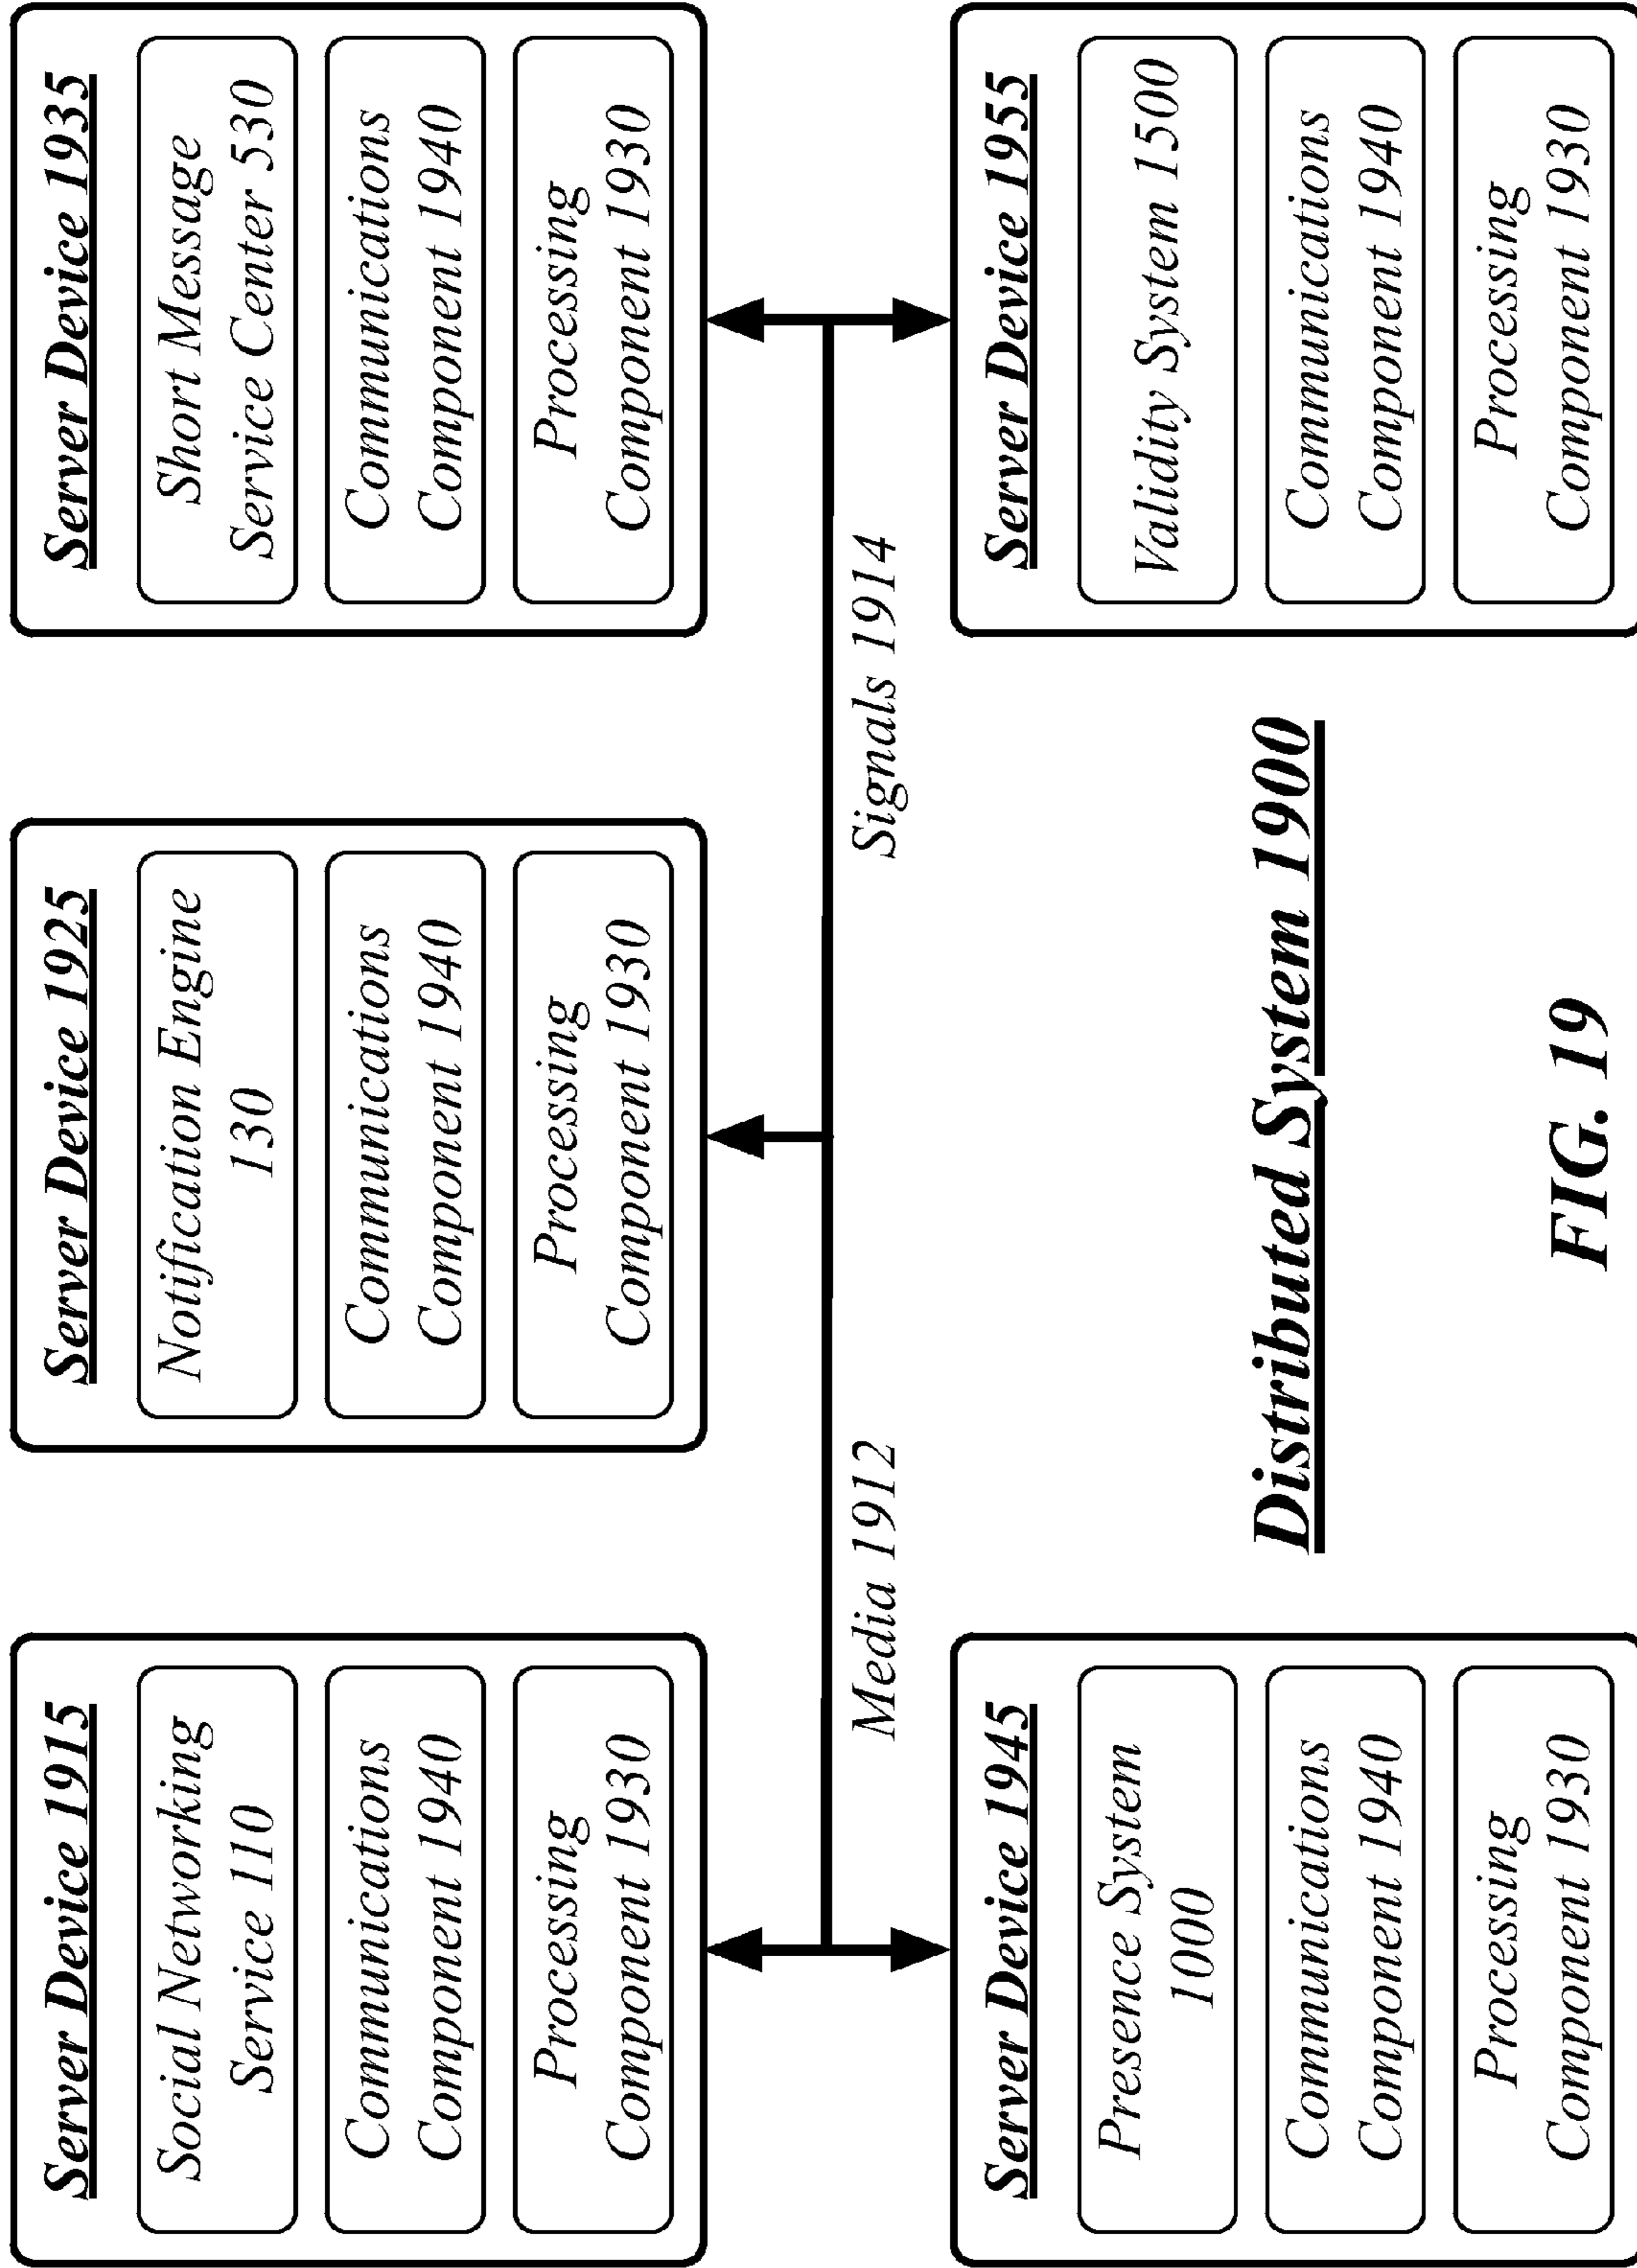 Server Device 1915
Social Networking
Service 110
Communications
Component 1940
Processing
Component 1930
Server Device 1925
Notification Engine
130
Communications
Component 1940
Processing
Component 1930
Server Device 1935
Short Message
Service Center 530
Communications
Component 1940
Processing
Component 1930
Media 1912
Signals 1914
Server Device 1945
Presence System
1000
Communications
Component 1940
Processing
Component 1930
Server Device 1955
Validity System 1500
Communications
Component 1940
Processing
Component 1930
Distributed System 1900
FIG. 19